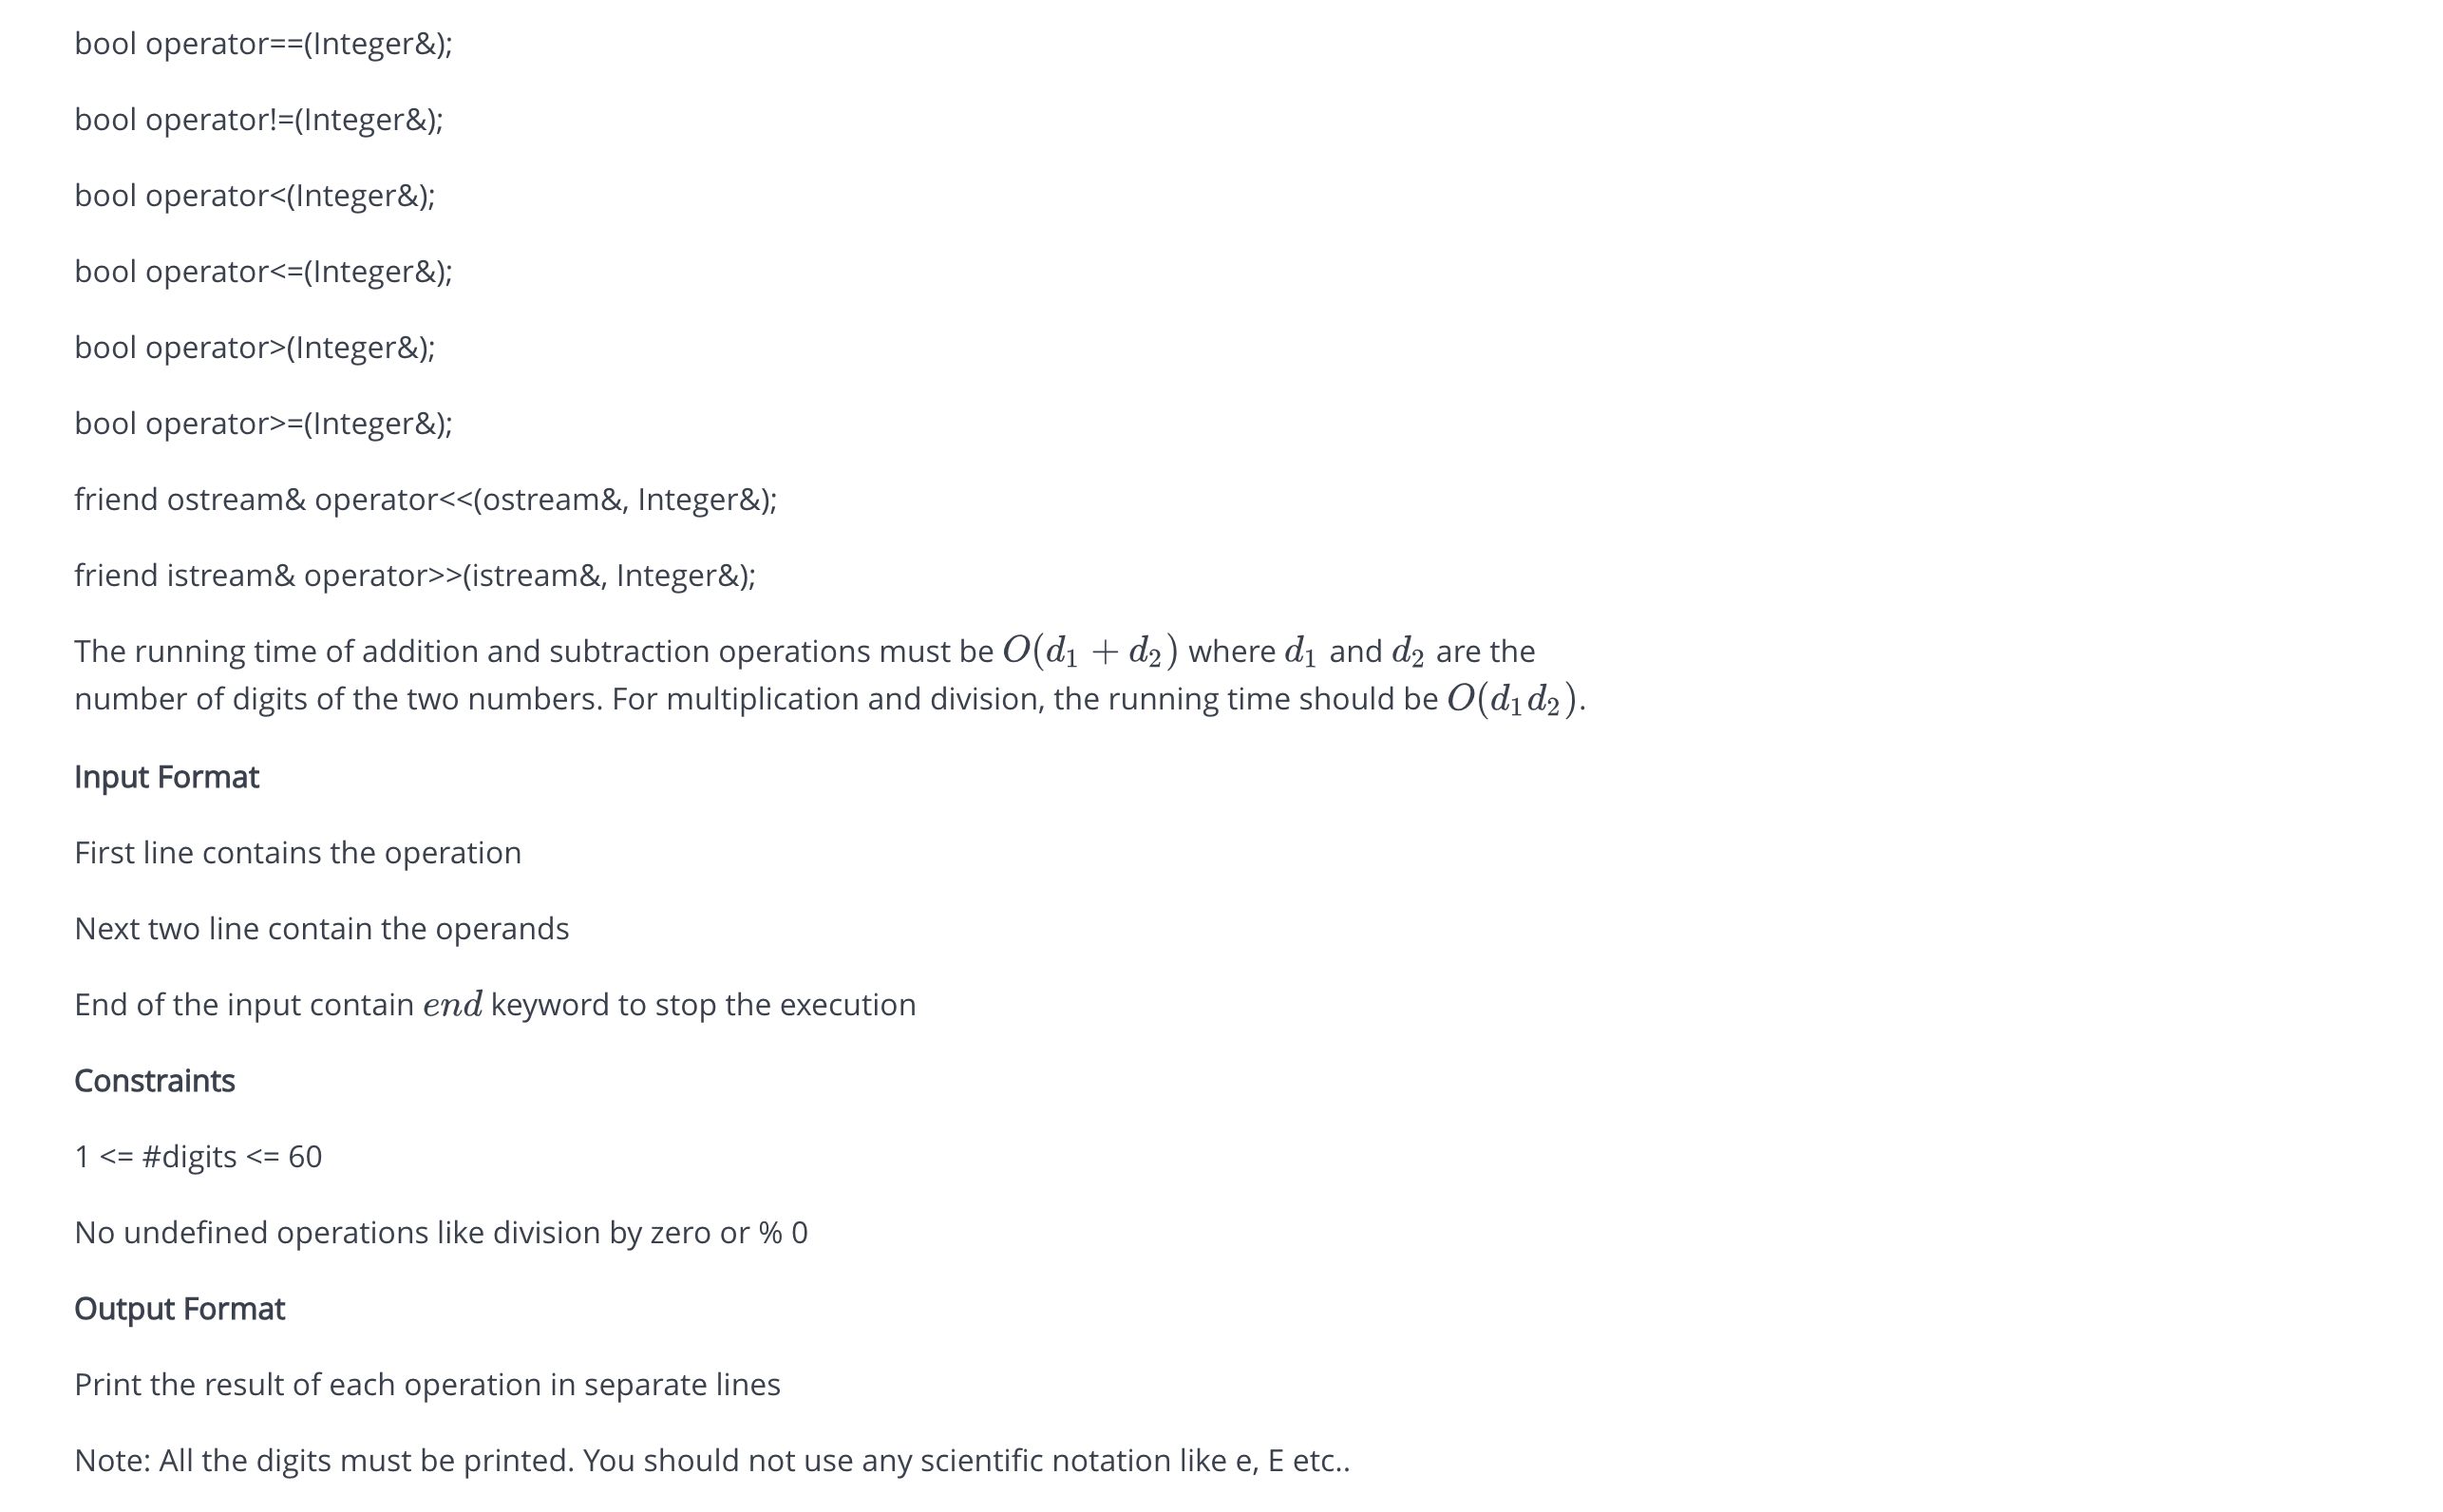 bool operator==(Integer&);
bool operator!=(Integer&);
bool operator<(Integer&);
bool operator<=(Integer&);
bool operator>(Integer&);
bool operator>=(Integer&);
friend ostream& operator<<(ostream&, Integer&);
friend istream& operator>>(istream&, Integer&);
The running time of addition and subtraction operations must be O(d₁ + d₂) where d₁ and d₂ are the
number of digits of the two numbers. For multiplication and division, the running time should be O(d₁d₂).
Input Format
First line contains the operation
Next two line contain the operands
End of the input contain end keyword to stop the execution
Constraints
1 <= #digits <= 60
No undefined operations like division by zero or % 0
Output Format
Print the result of each operation in separate lines
Note: All the digits must be printed. You should not use any scientific notation like e, E etc..